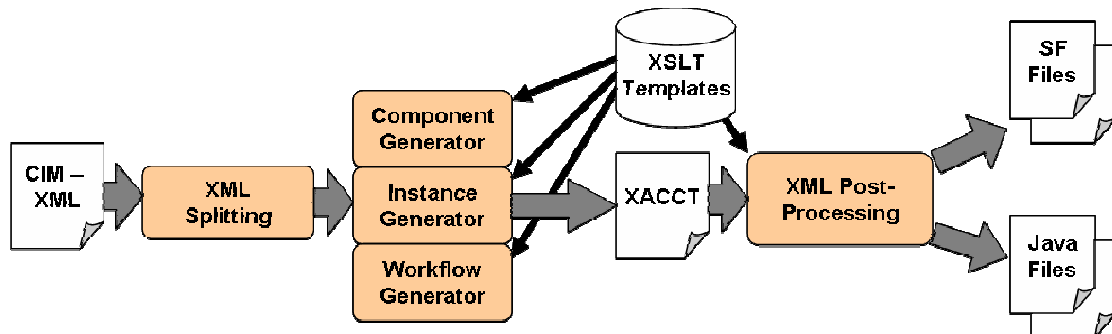 CIM –
XML
XML
Splitting
Component
Generator
Instance
Generator
Workflow
Generator
XSLT
Templates
XACCT
XML Post-
Processing
SF
Files
Java
Files